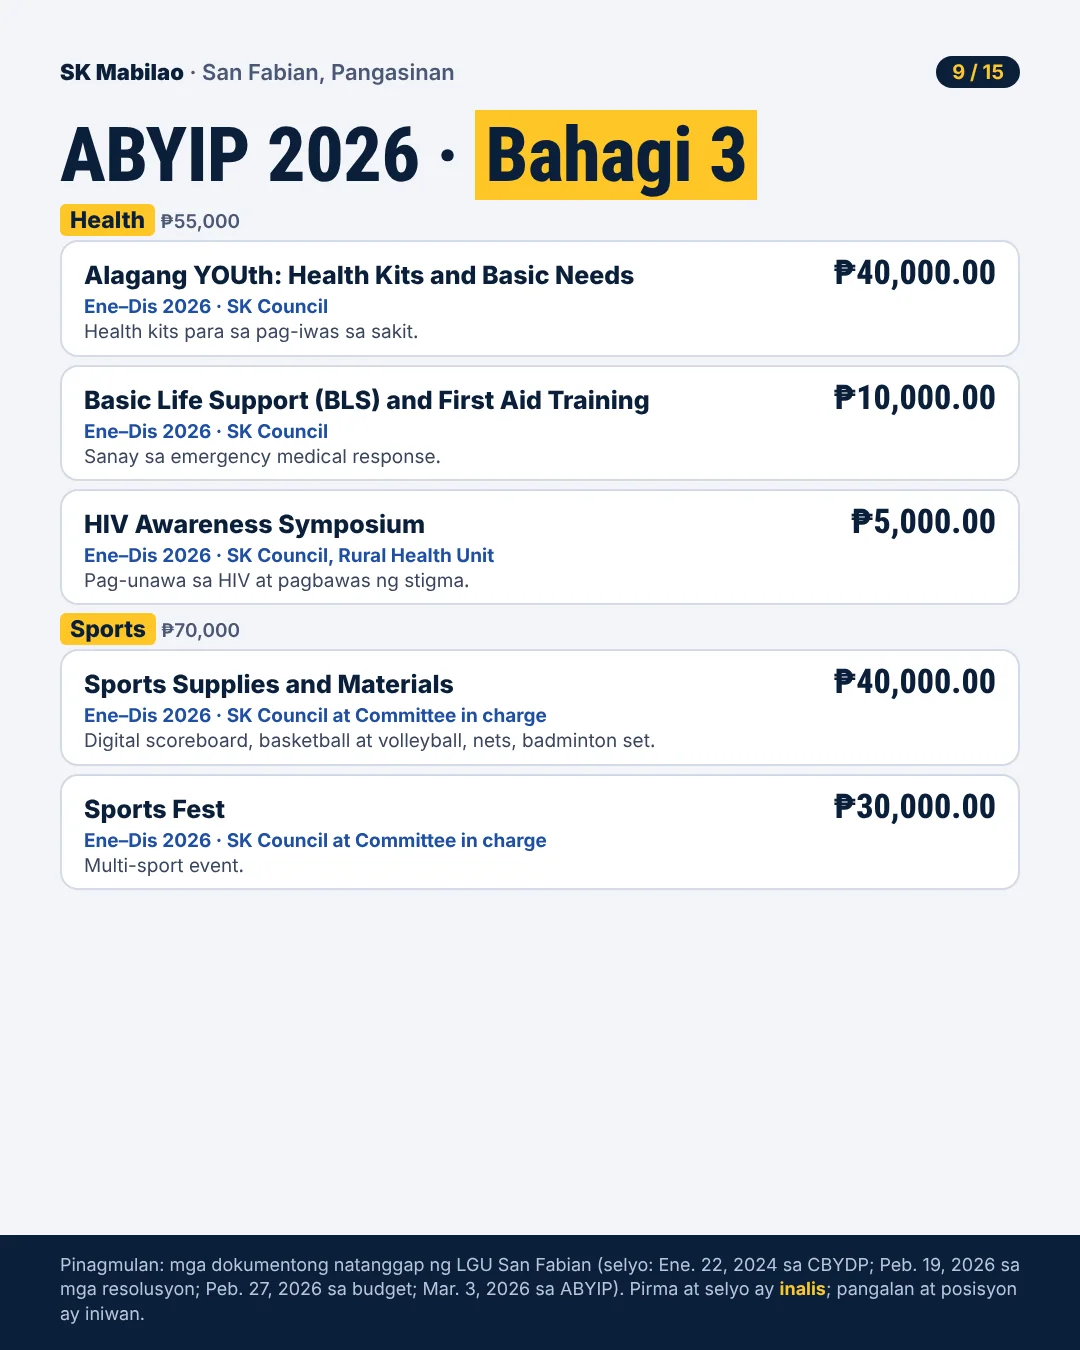 SK Mabilao · San Fabian, Pangasinan
9 / 15
ABYIP 2026 · Bahagi 3
Health ₱55,000
Alagang YOUth: Health Kits and Basic Needs ₱40,000.00
Ene–Dis 2026 · SK Council
Health kits para sa pag-iwas sa sakit.
Basic Life Support (BLS) and First Aid Training ₱10,000.00
Ene–Dis 2026 · SK Council
Sanay sa emergency medical response.
HIV Awareness Symposium ₱5,000.00
Ene–Dis 2026 · SK Council, Rural Health Unit
Pag-unawa sa HIV at pagbawas ng stigma.
Sports ₱70,000
Sports Supplies and Materials ₱40,000.00
Ene–Dis 2026 · SK Council at Committee in charge
Digital scoreboard, basketball at volleyball, nets, badminton set.
Sports Fest ₱30,000.00
Ene–Dis 2026 · SK Council at Committee in charge
Multi-sport event.
Pinagmulan: mga dokumentong natanggap ng LGU San Fabian (selyo: Ene. 22, 2024 sa CBYDP; Peb. 19, 2026 sa
mga resolusyon; Peb. 27, 2026 sa budget; Mar. 3, 2026 sa ABYIP). Pirma at selyo ay inalis; pangalan at posisyon
ay iniwan.